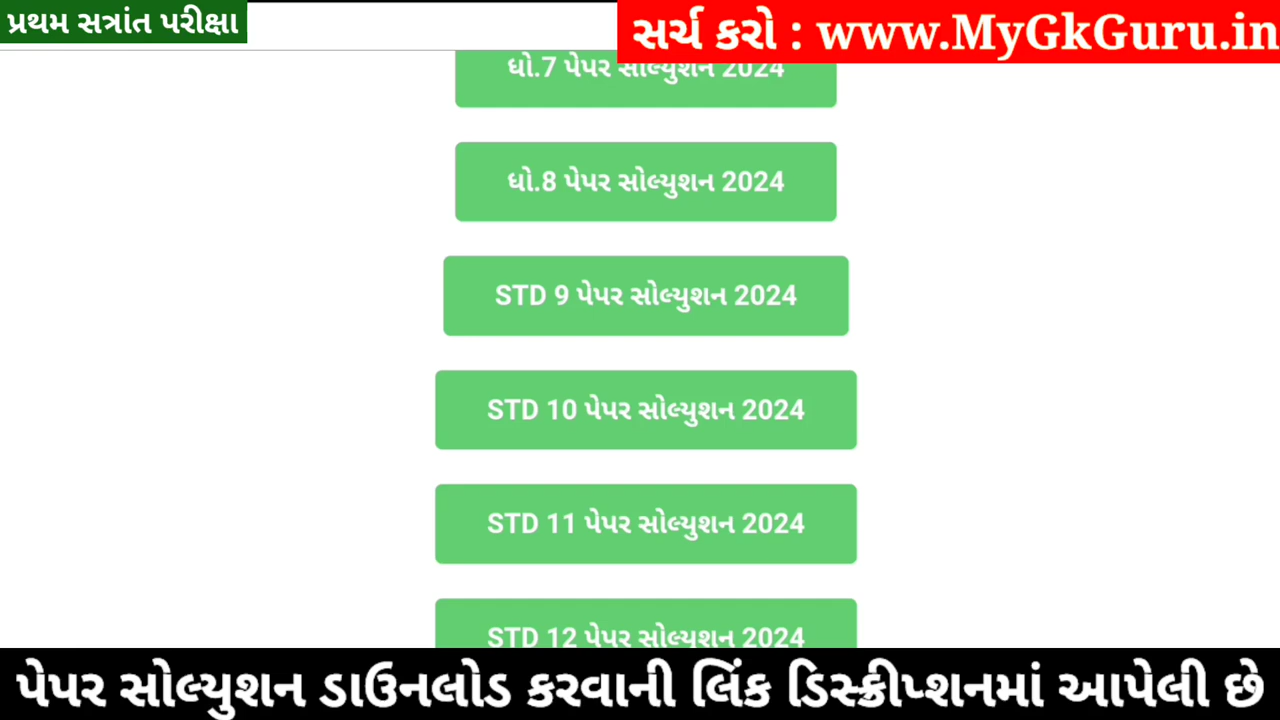 પ્રથમ સત્રાંત પરીક્ષા
સર્ચ કરો : www.MyGkGuru.in
ધો.7 પેપર સોલ્યુશન 2024
ધો.8 પેપર સોલ્યુશન 2024
STD 9 પેપર સોલ્યુશન 2024
STD 10 પેપર સોલ્યુશન 2024
STD 11 પેપર સોલ્યુશન 2024
STD 12 પેપર સોલ્યુશન 2024
પેપર સોલ્યુશન ડાઉનલોડ કરવાની લિંક ડિસ્ક્રીપ્શનમાં આપેલી છે